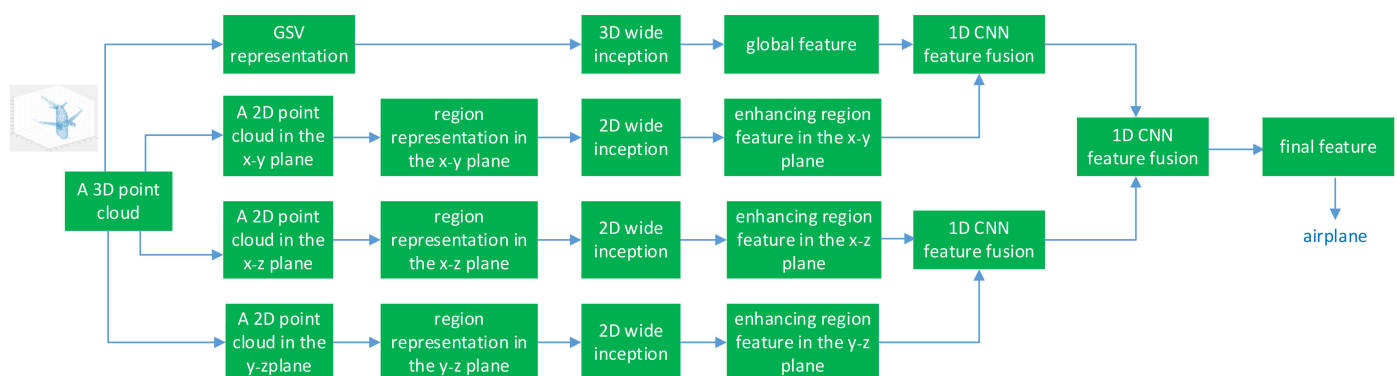 GSV
representation
3D wide
inception
global feature
1D CNN
feature fusion
A 2D point
cloud in the
x-y plane
region
representation in
the x-y plane
2D wide
inception
enhancing region
feature in the x-y
plane
A 3D point
cloud
1D CNN
feature fusion
final feature
airplane
A 2D point
cloud in the
x-z plane
region
representation in
the x-z plane
2D wide
inception
enhancing region
feature in the x-z
plane
1D CNN
feature fusion
A 2D point
cloud in the
y-zplane
region
representation in
the y-z plane
2D wide
inception
enhancing region
feature in the y-z
plane